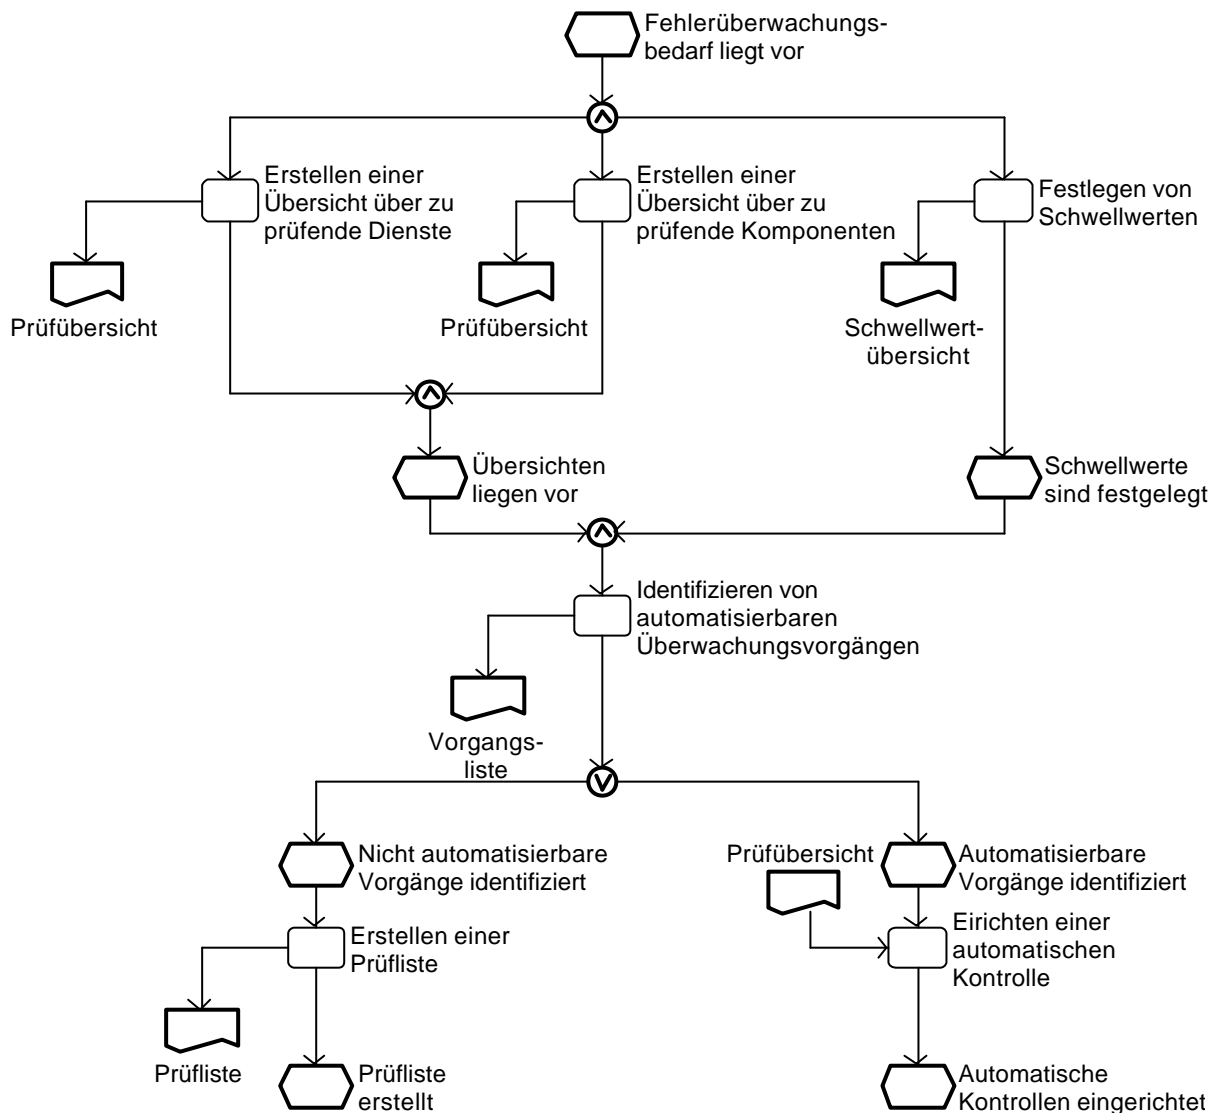 Fehlerüberwachungs-
bedarf liegt vor
Erstellen einer
Übersicht über zu
prüfende Dienste
Erstellen einer
Übersicht über zu
prüfende Komponenten
Festlegen von
Schwellwerten
Prüfübersicht
Prüfübersicht
Schwellwert-
übersicht
Übersichten
liegen vor
Schwellwerte
sind festgelegt
Identifizieren von
automatisierbaren
Überwachungsvorgängen
Vorgangs-
liste
Nicht automatisierbare
Vorgänge identifiziert
Prüfübersicht
Automatisierbare
Vorgänge identifiziert
Erstellen einer
Prüfliste
Eirichten einer
automatischen
Kontrolle
Prüfliste
Prüfliste
erstellt
Automatische
Kontrollen eingerichtet